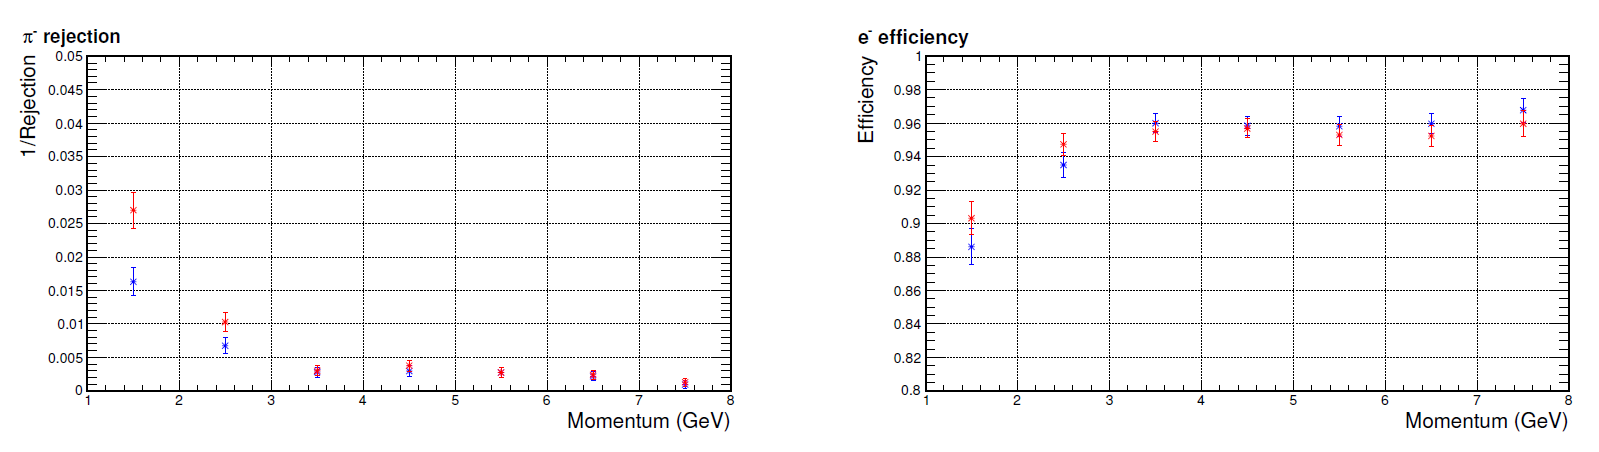 π- rejection
1/Rejection
0.05
0.045
0.04
0.035
0.03
0.025
0.02
0.015
0.01
0.005
0
1 2 3 4 5 6 7 8
Momentum (GeV)
e- efficiency
Efficiency
1
0.98
0.96
0.94
0.92
0.9
0.88
0.86
0.84
0.82
0.8
1 2 3 4 5 6 7 8
Momentum (GeV)